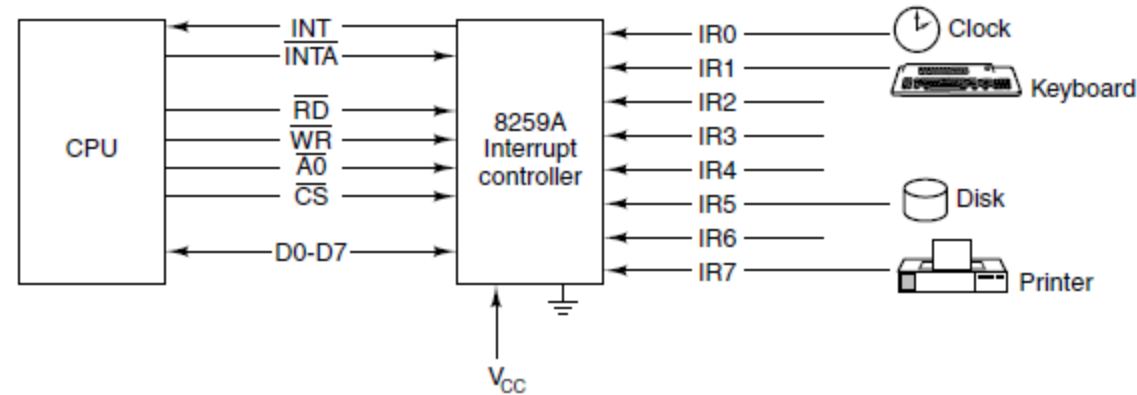 CPU
INT
INTA
RD
WR
A0
CS
D0-D7
8259A
Interrupt
controller
VCC
IR0
IR1
IR2
IR3
IR4
IR5
IR6
IR7
Clock
Keyboard
Disk
Printer